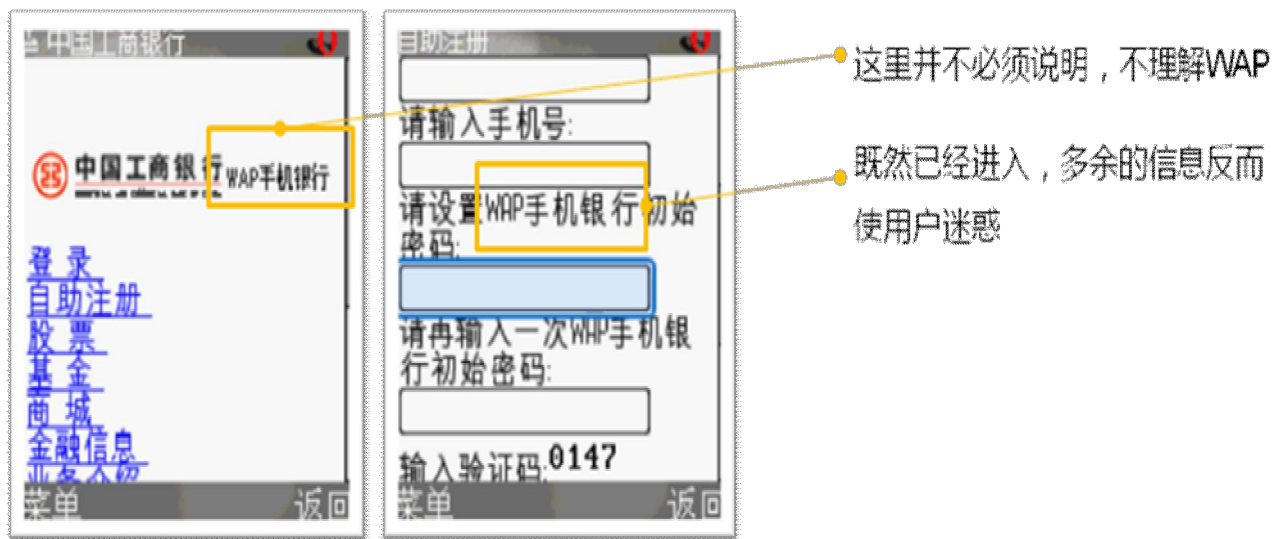 中国工商银行
中国工商银行
WAP手机银行
登 录
自助注册
股 票
基 金
商 城
金融信息
业务介绍
菜单 返回
自助注册
请输入手机号:
请设置WAP手机银行初始
密码:
请再输入一次WAP手机银
行初始密码:
输入验证码:0147
菜单 返回
这里并不必须说明，不理解WAP
既然已经进入，多余的信息反而
使用户迷惑